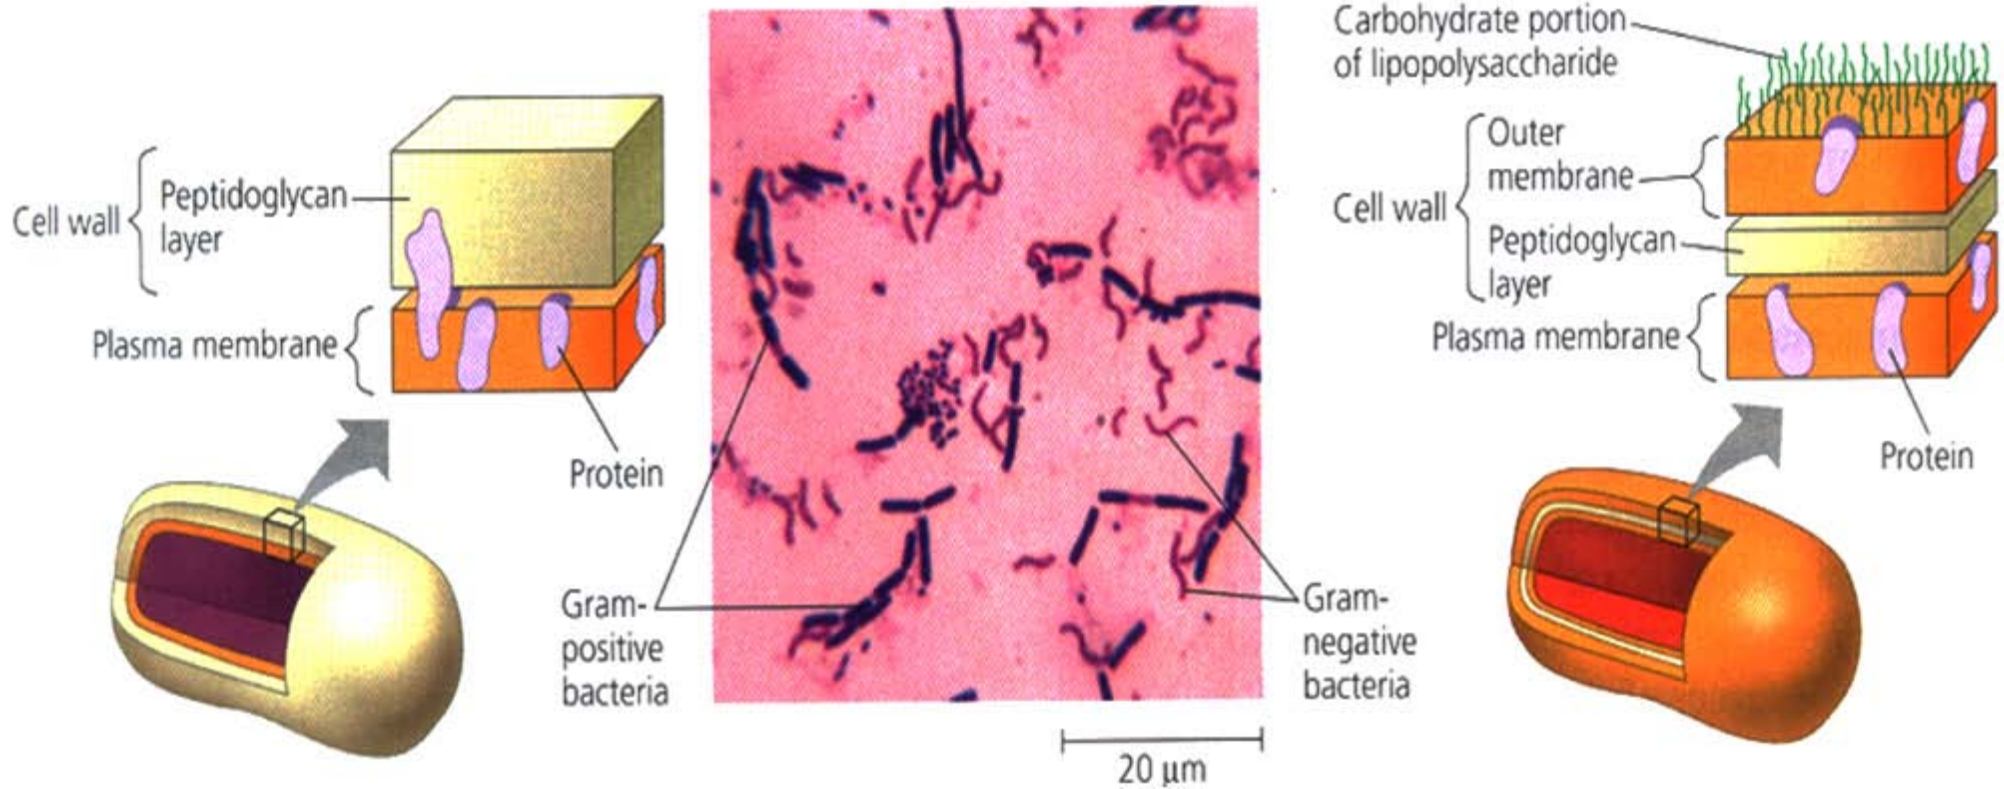 Cell wall
Peptidoglycan
layer
Plasma membrane
Protein
Gram-
positive
bacteria
20 µm
Gram-
negative
bacteria
Carbohydrate portion
of lipopolysaccharide
Cell wall
Outer
membrane
Peptidoglycan
layer
Plasma membrane
Protein